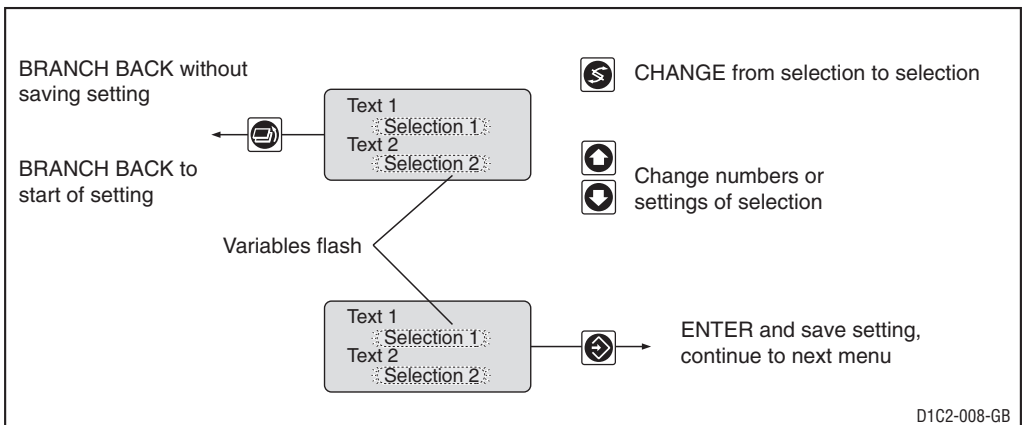 BRANCH BACK without
saving setting
BRANCH BACK to
start of setting
Text 1
Selection 1
Text 2
Selection 2
CHANGE from selection to selection
Change numbers or
settings of selection
Variables flash
Text 1
Selection 1
Text 2
Selection 2
ENTER and save setting,
continue to next menu
D1C2-008-GB